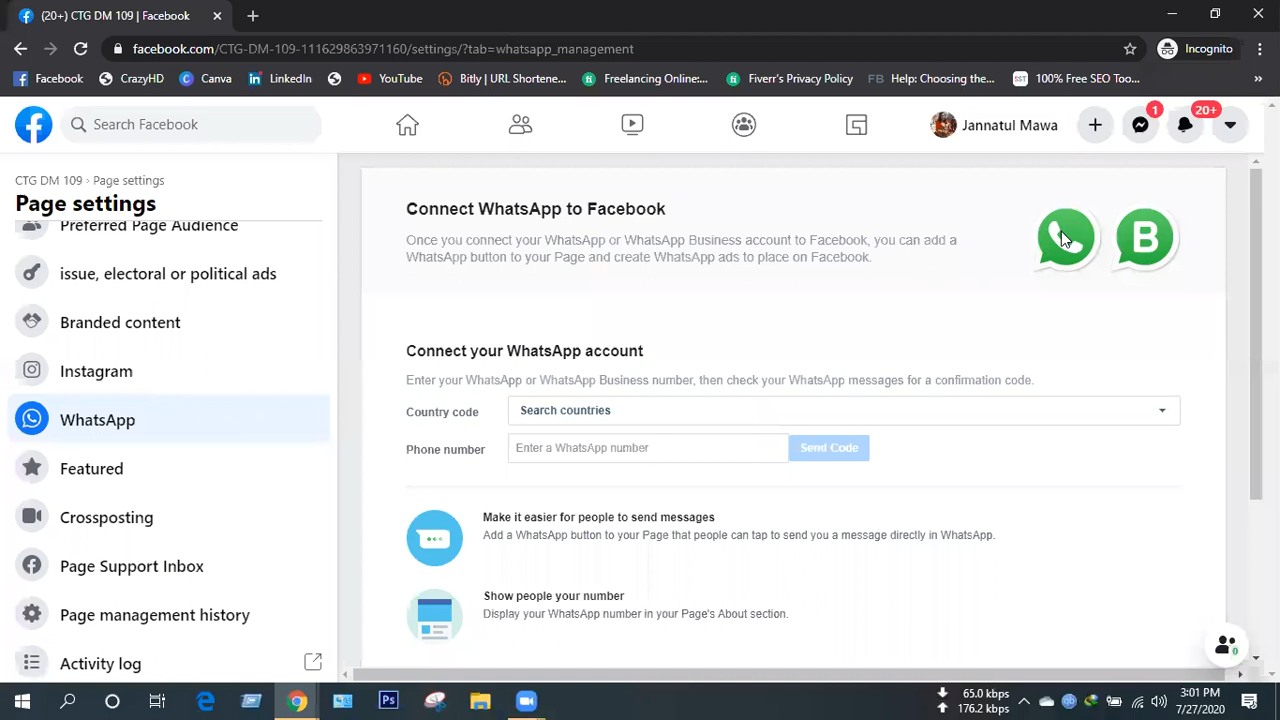 (20+) CTG DM 109 | Facebook
facebook.com/CTG-DM-109-111629863971160/settings/?tab=whatsapp_management
Incognito
Facebook
CrazyHD
Canva
LinkedIn
YouTube
Bitly | URL Shortene...
Freelancing Online:...
Fiverr's Privacy Policy
FB Help: Choosing the...
SST 100% Free SEO Too...
»
Search Facebook
Jannatul Mawa
1
20+
CTG DM 109 › Page settings
Page settings
Preferred Page Audience
issue, electoral or political ads
Branded content
Instagram
WhatsApp
Featured
Crossposting
Page Support Inbox
Page management history
Activity log
Connect WhatsApp to Facebook
Once you connect your WhatsApp or WhatsApp Business account to Facebook, you can add a
WhatsApp button to your Page and create WhatsApp ads to place on Facebook.
B
Connect your WhatsApp account
Enter your WhatsApp or WhatsApp Business number, then check your WhatsApp messages for a confirmation code.
Country code
Search countries
Phone number
Enter a WhatsApp number
Send Code
Make it easier for people to send messages
Add a WhatsApp button to your Page that people can tap to send you a message directly in WhatsApp.
Show people your number
Display your WhatsApp number in your Page's About section.
0
Ps
65.0 kbps
176.2 kbps
3:01 PM
7/27/2020